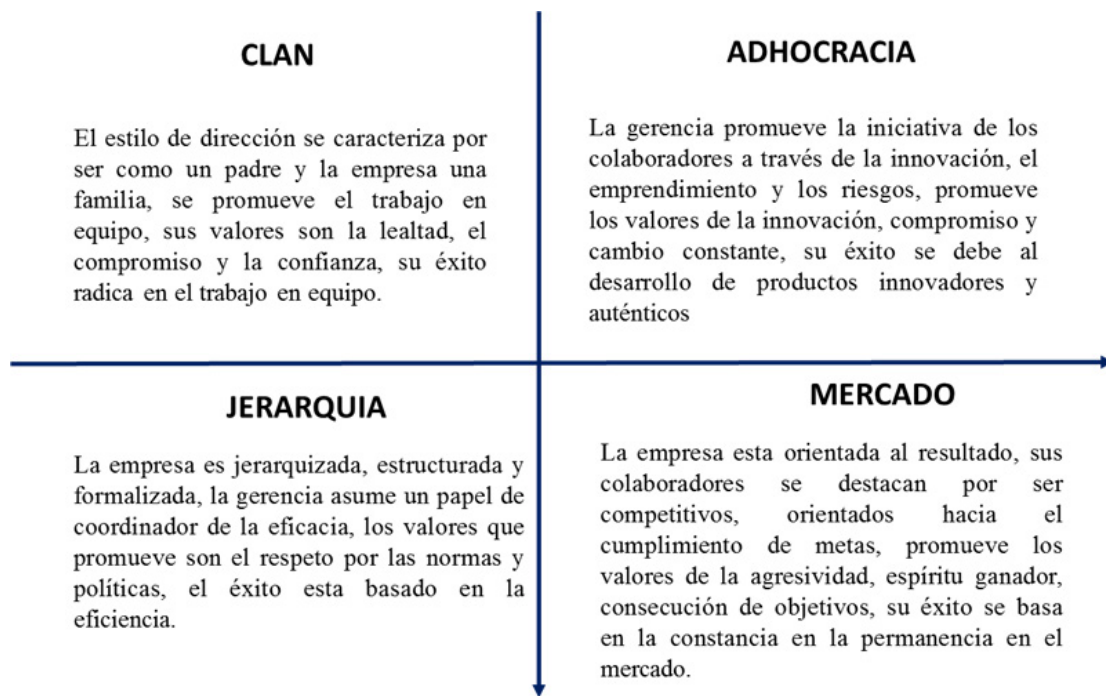 CLAN
El estilo de dirección se caracteriza por
ser como un padre y la empresa una
familia, se promueve el trabajo en
equipo, sus valores son la lealtad, el
compromiso y la confianza, su éxito
radica en el trabajo en equipo.
ADHOCRACIA
La gerencia promueve la iniciativa de los
colaboradores a través de la innovación, el
emprendimiento y los riesgos, promueve
los valores de la innovación, compromiso y
cambio constante, su éxito se debe al
desarrollo de productos innovadores y
auténticos
JERARQUIA
La empresa es jerarquizada, estructurada y
formalizada, la gerencia asume un papel de
coordinador de la eficacia, los valores que
promueve son el respeto por las normas y
políticas, el éxito esta basado en la
eficiencia.
MERCADO
La empresa esta orientada al resultado, sus
colaboradores se destacan por ser
competitivos, orientados hacia el
cumplimiento de metas, promueve los
valores de la agresividad, espíritu ganador,
consecución de objetivos, su éxito se basa
en la constancia en la permanencia en el
mercado.